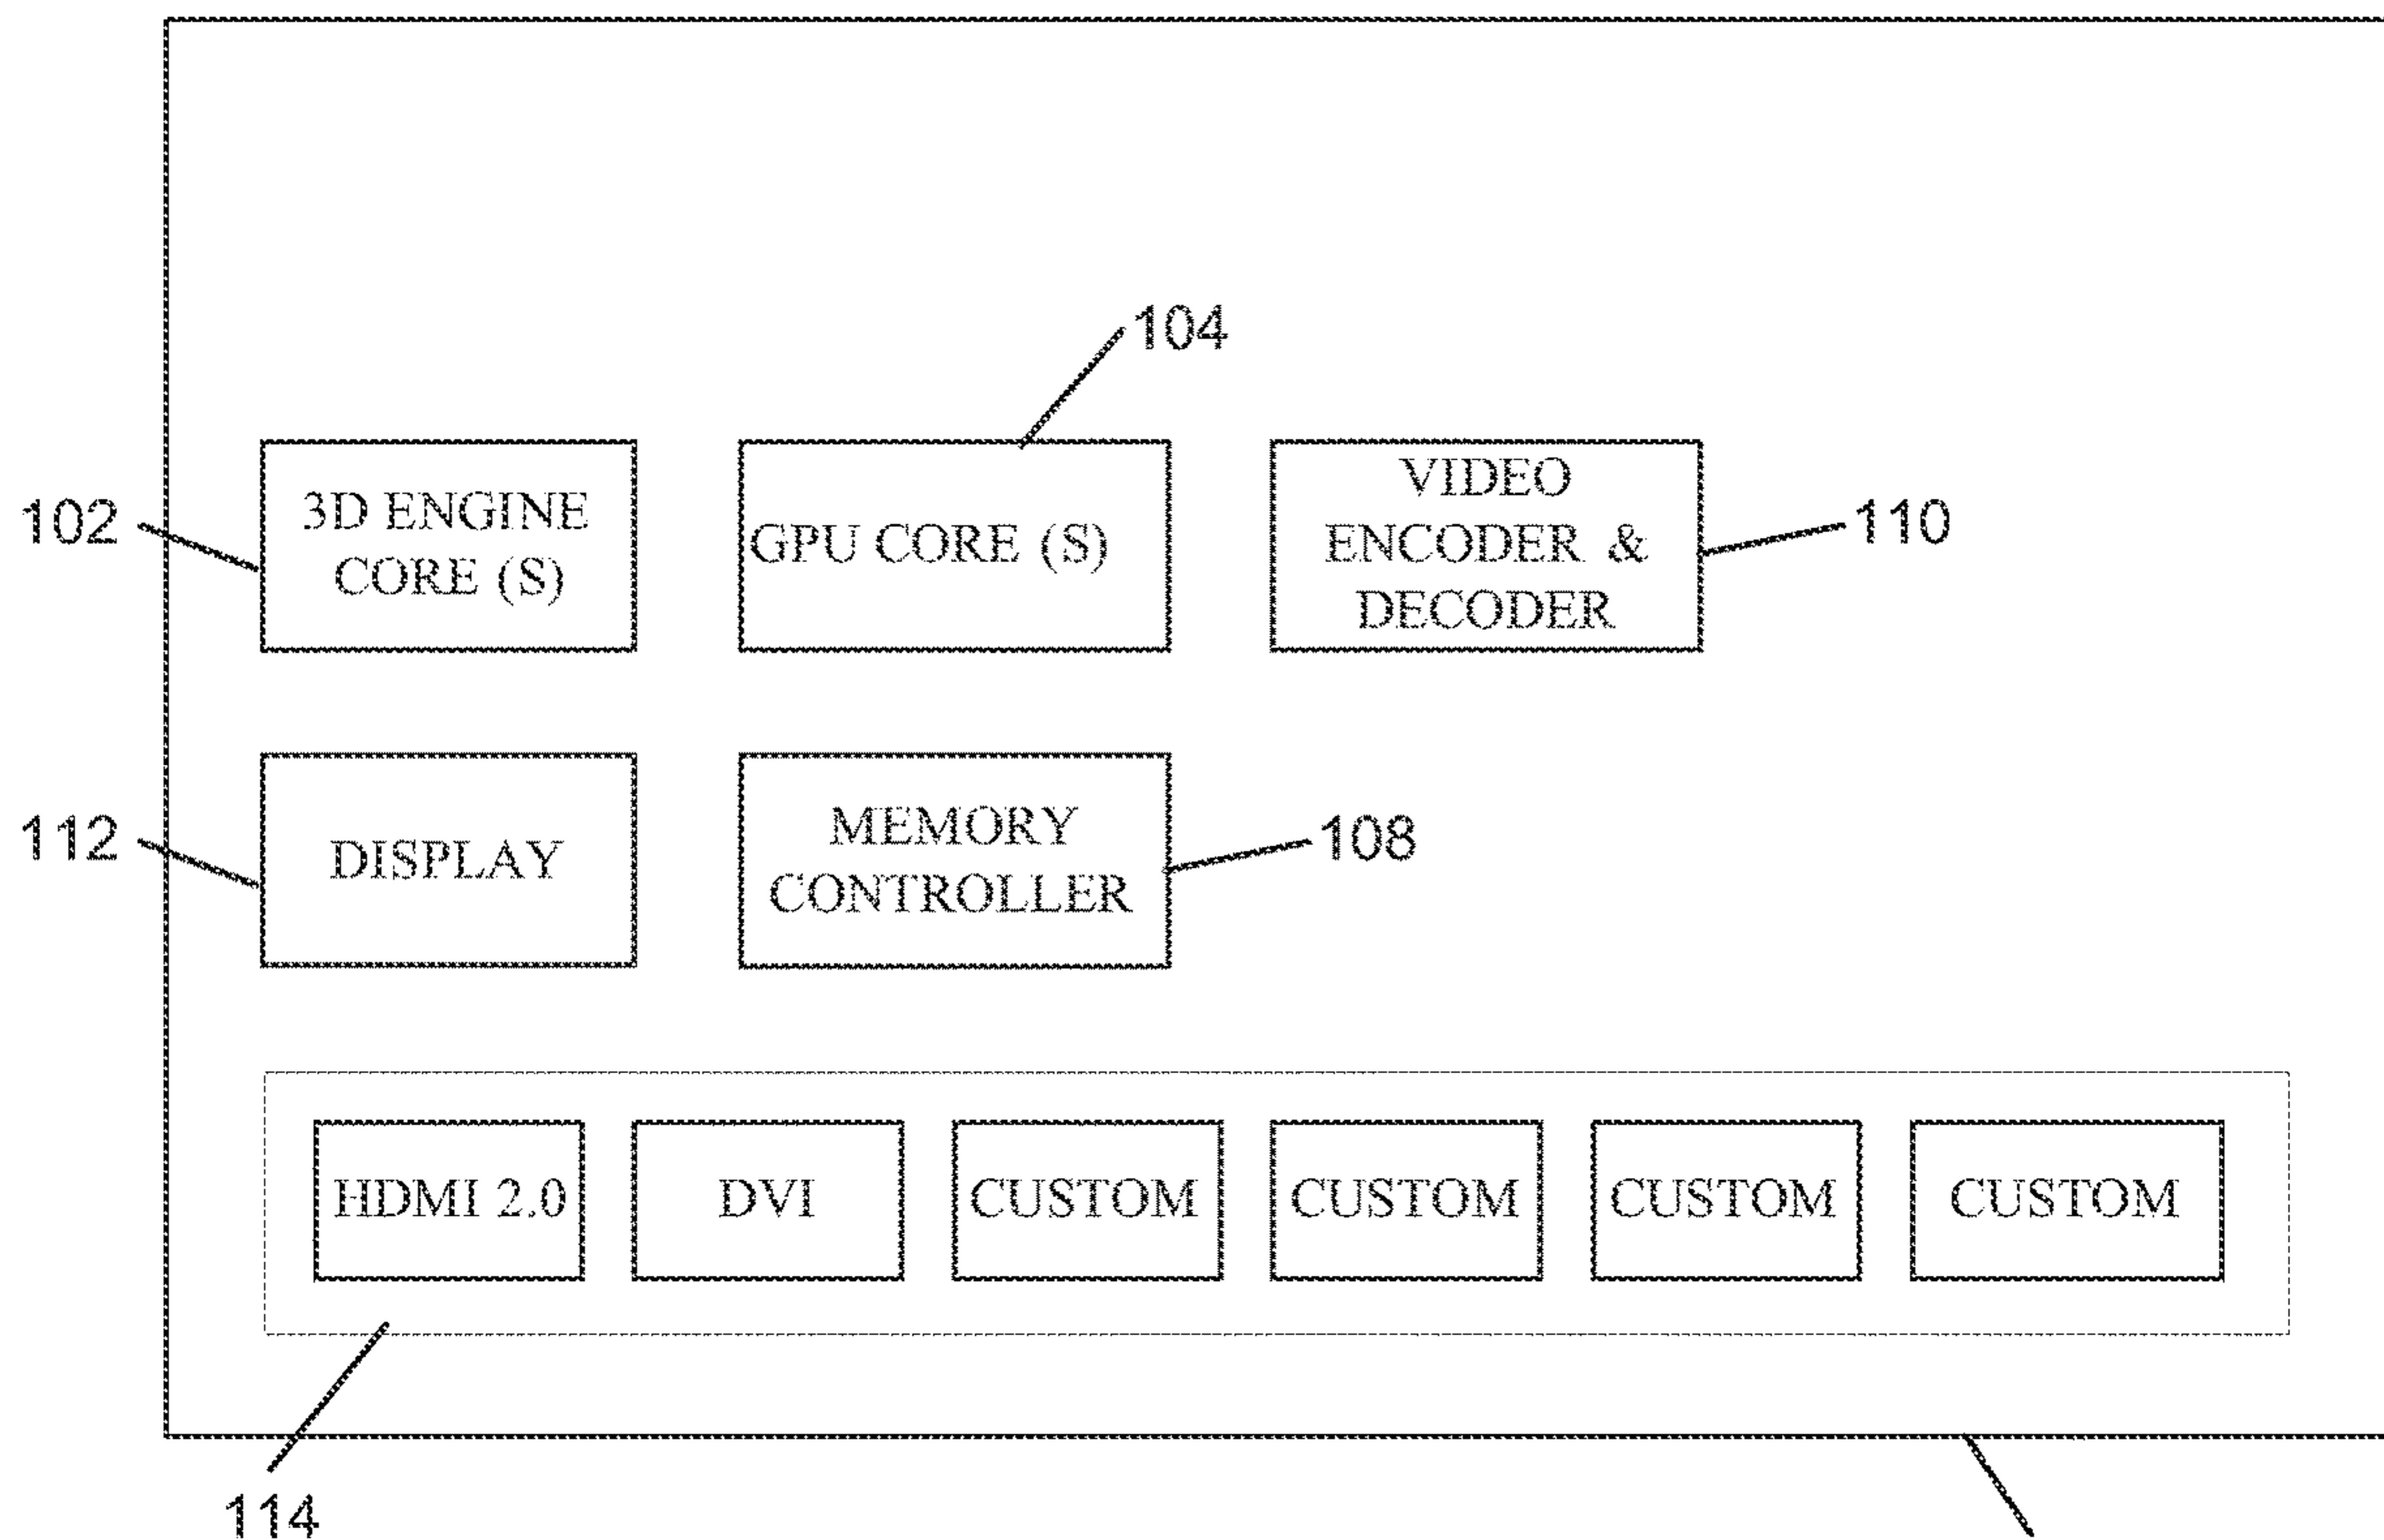 104
102
3D ENGINE
CORE (S)
GPU CORE (S)
VIDEO
ENCODER &
DECODER
110
112
DISPLAY
MEMORY
CONTROLLER
108
HDMI 2.0
DVI
CUSTOM
CUSTOM
CUSTOM
CUSTOM
114